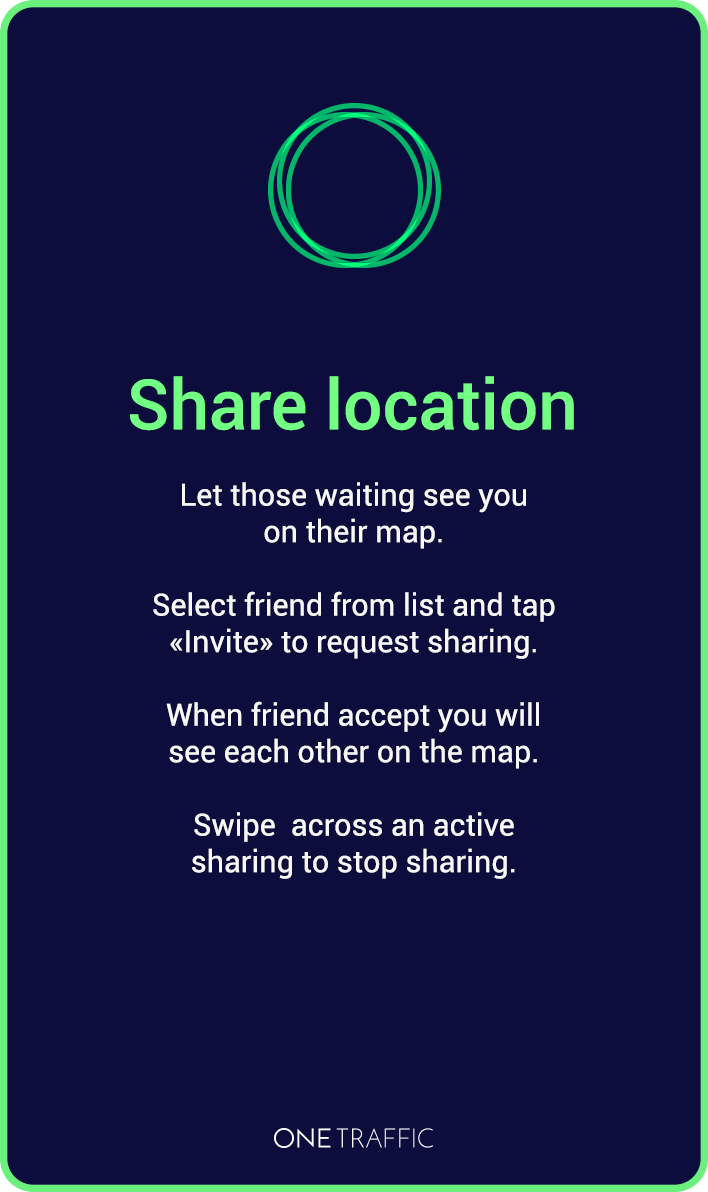 Share location
Let those waiting see you
on their map.
Select friend from list and tap
«Invite» to request sharing.
When friend accept you will
see each other on the map.
Swipe  across an active
sharing to stop sharing.
ONETRAFFIC